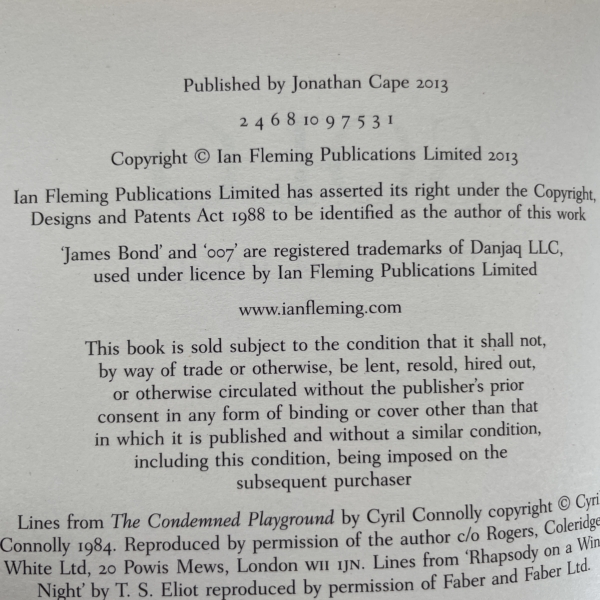 Published by Jonathan Cape 2013
2 4 6 8 10 9 7 5 3 1
Copyright © Ian Fleming Publications Limited 2013
Ian Fleming Publications Limited has asserted its right under the Copyright,
Designs and Patents Act 1988 to be identified as the author of this work
‘James Bond’ and ‘007’ are registered trademarks of Danjaq LLC,
used under licence by Ian Fleming Publications Limited
www.ianfleming.com
This book is sold subject to the condition that it shall not,
by way of trade or otherwise, be lent, resold, hired out,
or otherwise circulated without the publisher’s prior
consent in any form of binding or cover other than that
in which it is published and without a similar condition,
including this condition, being imposed on the
subsequent purchaser
Lines from The Condemned Playground by Cyril Connolly copyright © Cyri
Connolly 1984. Reproduced by permission of the author c/o Rogers, Coleridge
White Ltd, 20 Powis Mews, London W11 1JN. Lines from ‘Rhapsody on a Win
Night’ by T. S. Eliot reproduced by permission of Faber and Faber Ltd.